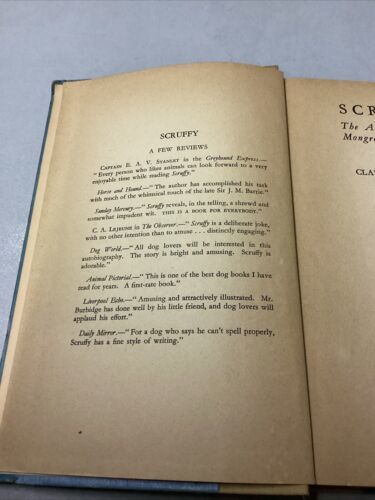 SCRUFFY
A FEW REVIEWS
CAPTAIN E. A. V. STANLEY in the Greyhound Express.—
"Every person who likes animals can look forward to a very
enjoyable time while reading Scruffy."
Horse and Hound.—"The author has accomplished his task
with much of the whimsical touch of the late Sir J. M. Barrie."
Sunday Mercury.—"Scruffy reveals, in the telling, a shrewd and
somewhat impudent wit. THIS IS A BOOK FOR EVERYBODY."
C. A. LEJEUNE in The Observer.—"Scruffy is a deliberate joke,
with no other intention than to amuse . . . distinctly engaging."
Dog World.—"All dog lovers will be interested in this
autobiography. The story is bright and amusing. Scruffy is
adorable."
Animal Pictorial.—"This is one of the best dog books I have
read for years. A first-rate book."
Liverpool Echo.—"Amusing and attractively illustrated. Mr.
Burbidge has done well by his little friend, and dog lovers will
applaud his effort."
Daily Mirror.—"For a dog who says he can't spell properly,
Scruffy has a fine style of writing."
SCR
The A
Mongre
CLA